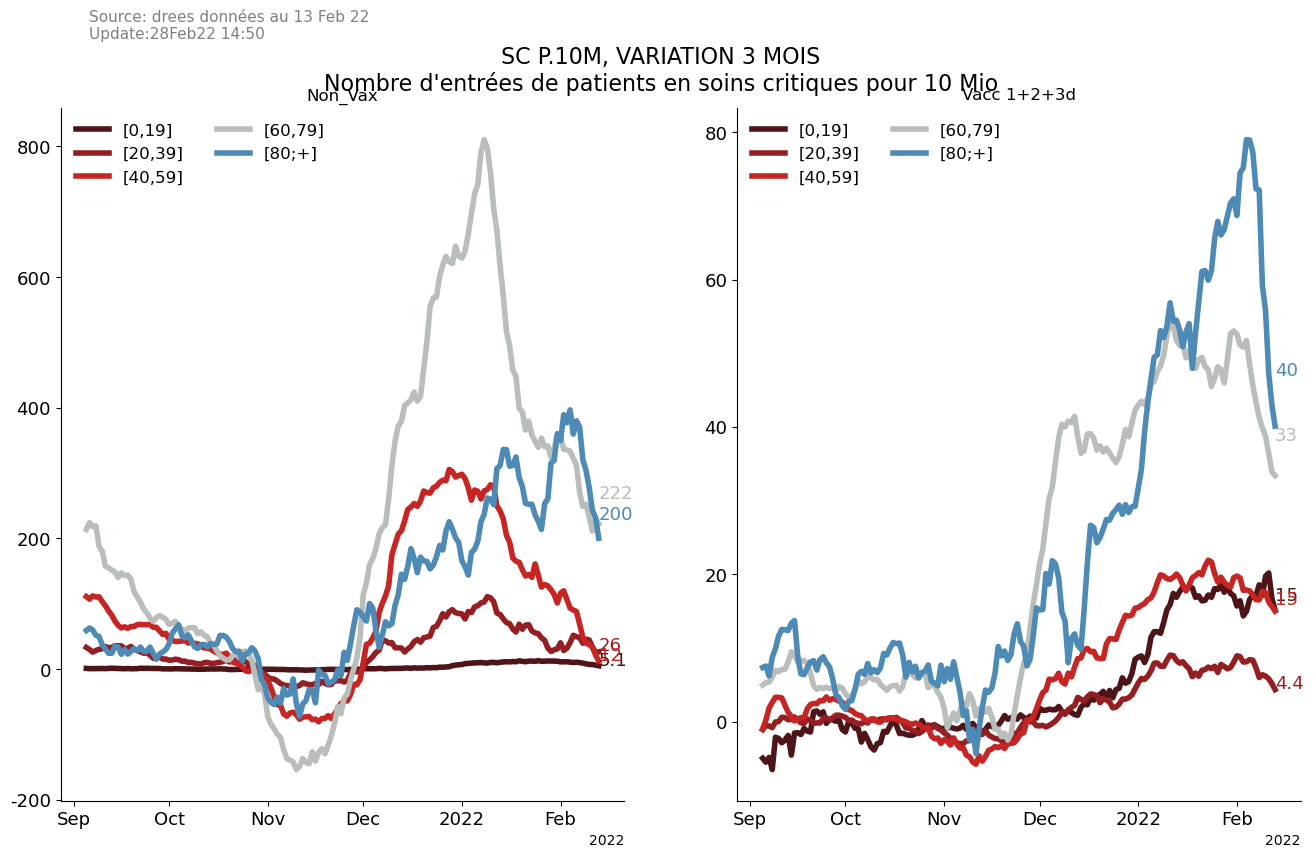 Source: drees données au 13 Feb 22
Update:28Feb22 14:50
SC P.10M, VARIATION 3 MOIS
Nombre d'entrées de patients en soins critiques pour 10 Mio
Non_Vax
[0,19]
[20,39]
[40,59]
[60,79]
[80;+]
800
600
400
200
0
-200
222
200
26
Sep
Oct
Nov
Dec
2022
Feb
2022
Vacc 1+2+3d
[0,19]
[20,39]
[40,59]
[60,79]
[80;+]
80
60
40
20
0
40
33
15
15
4.4
Sep
Oct
Nov
Dec
2022
Feb
2022